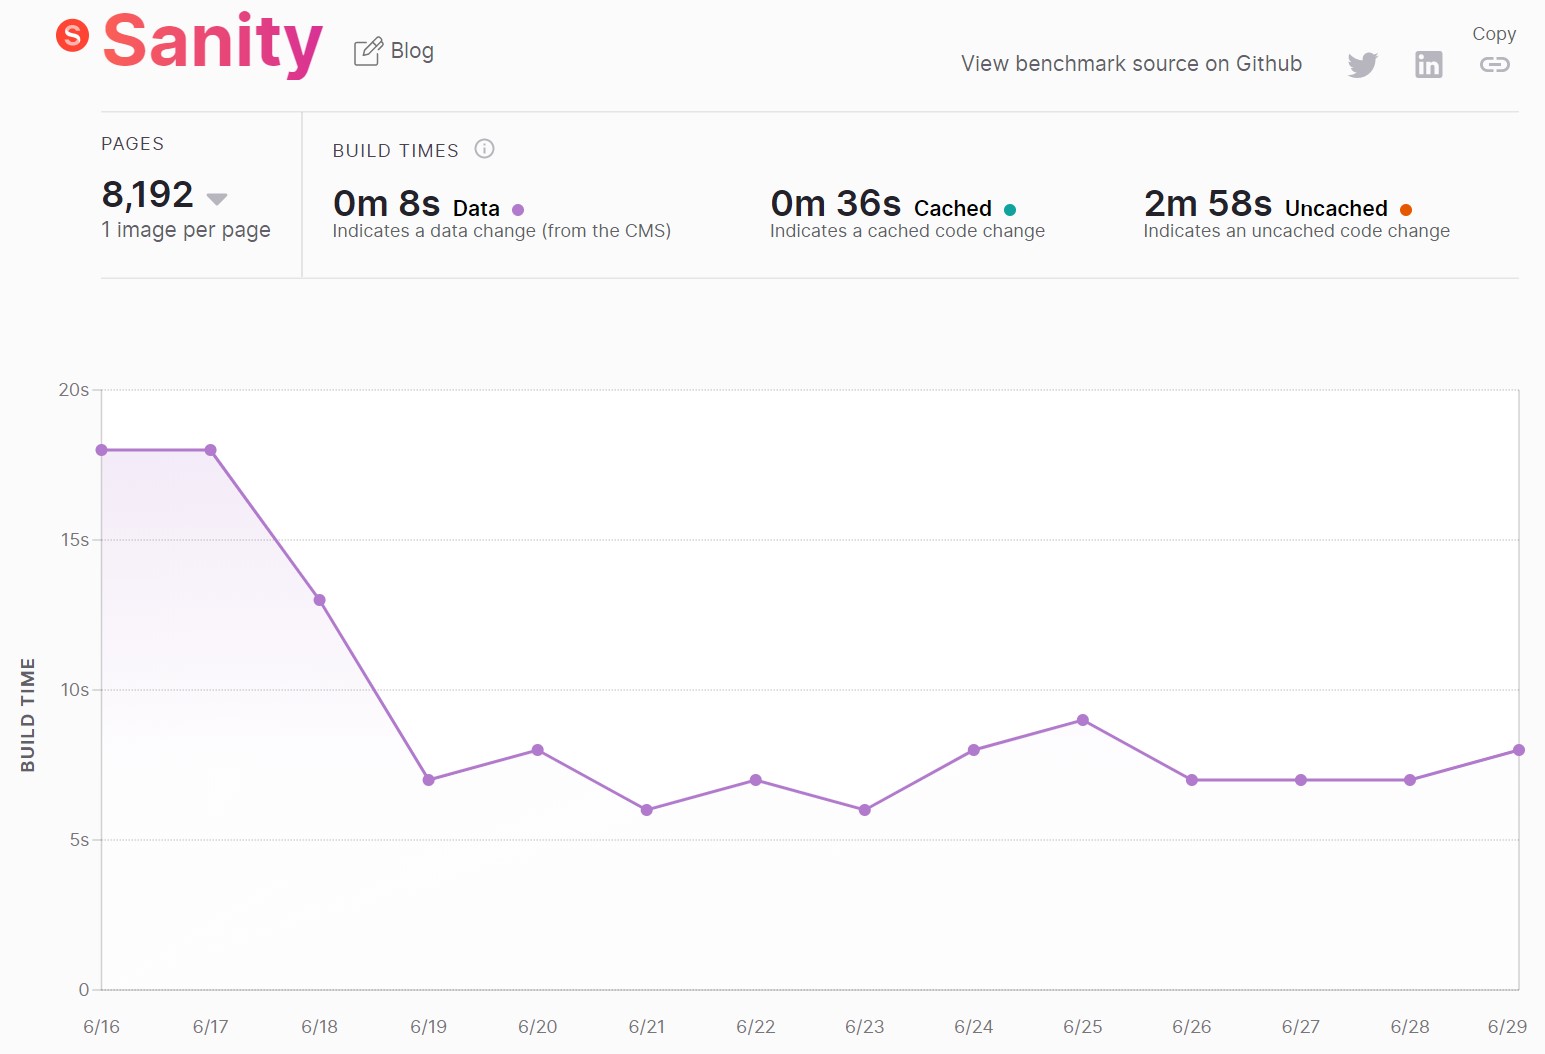 S Sanity
Blog
View benchmark source on Github
Copy
PAGES
8,192
1 image per page
BUILD TIMES
0m 8s Data
Indicates a data change (from the CMS)
0m 36s Cached
Indicates a cached code change
2m 58s Uncached
Indicates an uncached code change
BUILD TIME
20s
15s
10s
5s
0
6/16 6/17 6/18 6/19 6/20 6/21 6/22 6/23 6/24 6/25 6/26 6/27 6/28 6/29